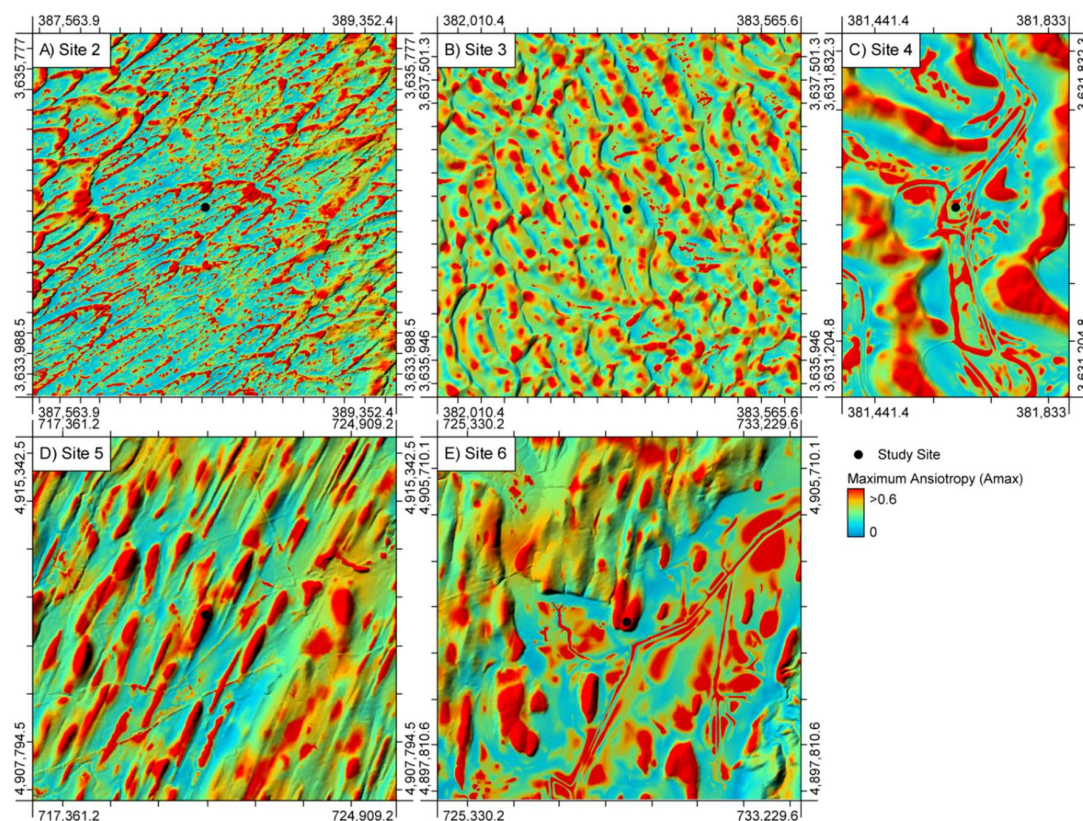 387,563.9 389,352.4 382,010.4 383,565.6 381,441.4 381,833
A) Site 2 B) Site 3 C) Site 4
3,635,777 3,635,777 3,637,501.3 3,637,501.3 3,631,832.3 3,631,832.3
3,633,988.5 3,633,988.5 3,635,946 3,635,946 3,631,204.8 3,631,204.8
387,563.9 389,352.4 382,010.4 383,565.6 381,441.4 381,833
717,361.2 724,909.2 725,330.2 733,229.6
D) Site 5 E) Site 6
4,915,342.5 4,915,342.5 4,905,710.1 4,905,710.1
Study Site
Maximum Ansiotropy (Amax)
>0.6
0
4,907,794.5 4,907,794.5 4,897,810.6 4,897,810.6
717,361.2 724,909.2 725,330.2 733,229.6